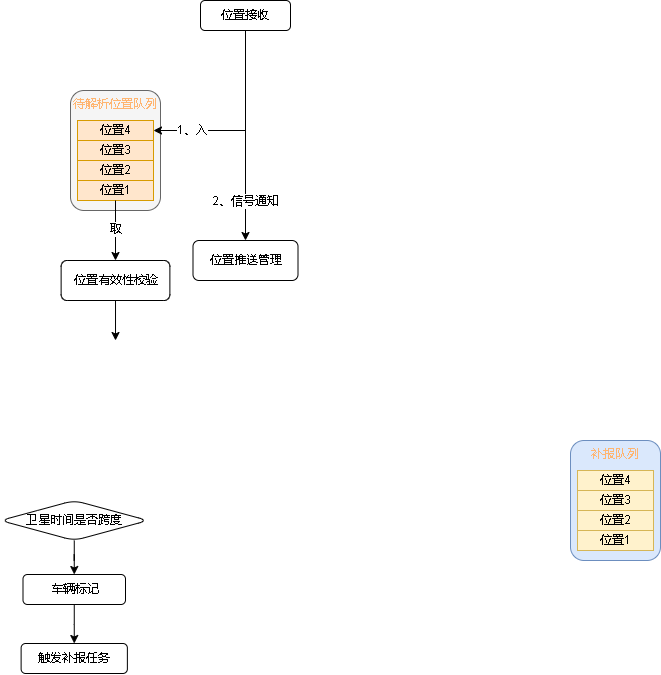 位置接收
待解析位置队列
位置4
1、入
位置3
位置2
位置1
2、信号通知
取
位置推送管理
位置有效性校验
补报队列
位置4
位置3
位置2
位置1
卫星时间是否跨度
车辆标记
触发补报任务